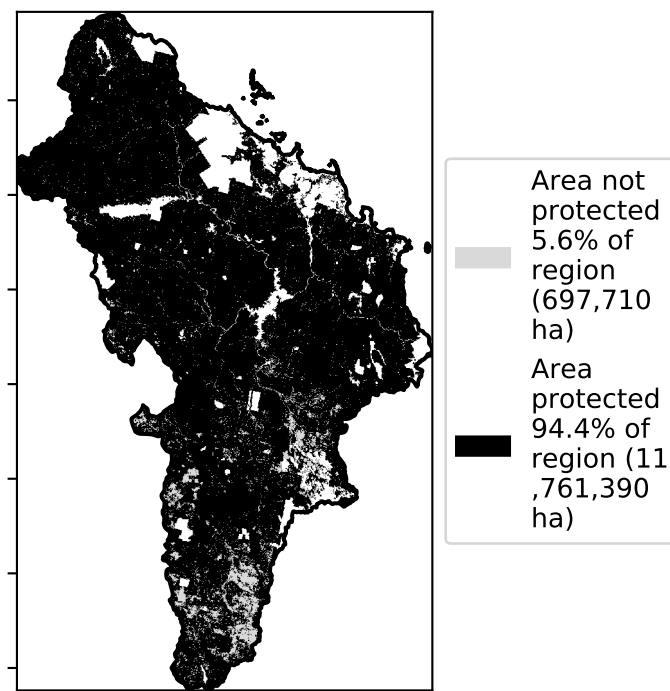 Area not
protected
5.6% of
region
(697,710
ha)
Area
protected
94.4% of
region (11
,761,390
ha)